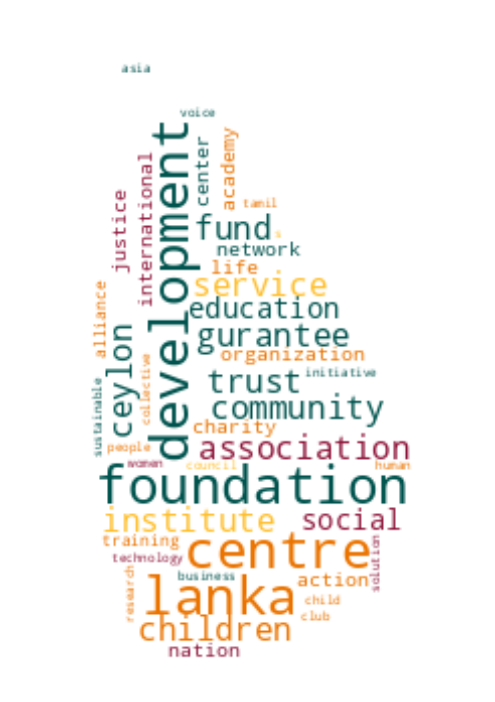 asia
voice
development
center
academy
international
justice
tamil
fund
s
network
life
service
alliance
education
ceylon
gurantee
organization
collective
sustainable
trust
initiative
community
charity
people
association
women
council
human
foundation
institute
social
training
centre
technology
solution
business
research
action
lanka
child
club
children
nation